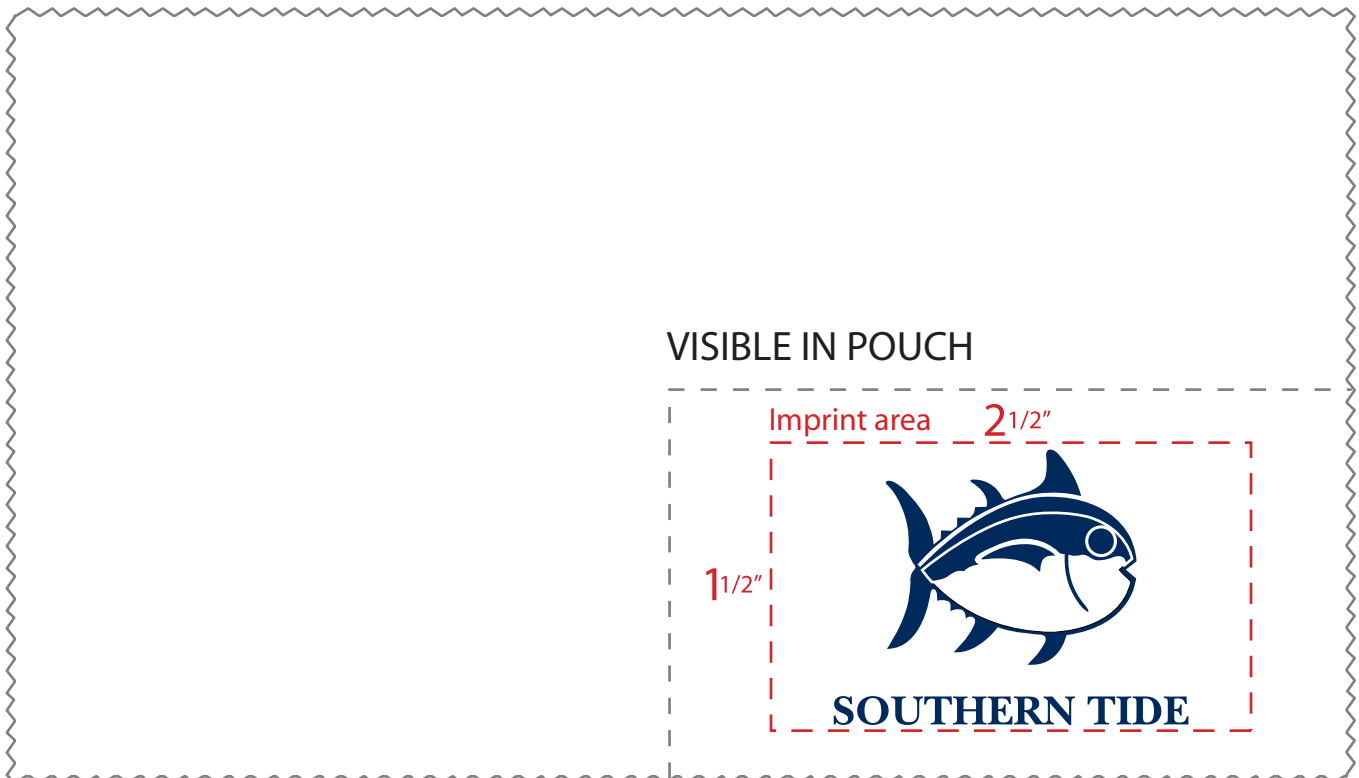 VISIBLE IN POUCH
Imprint area 2 1/2”
1 1/2”
SOUTHERN TIDE